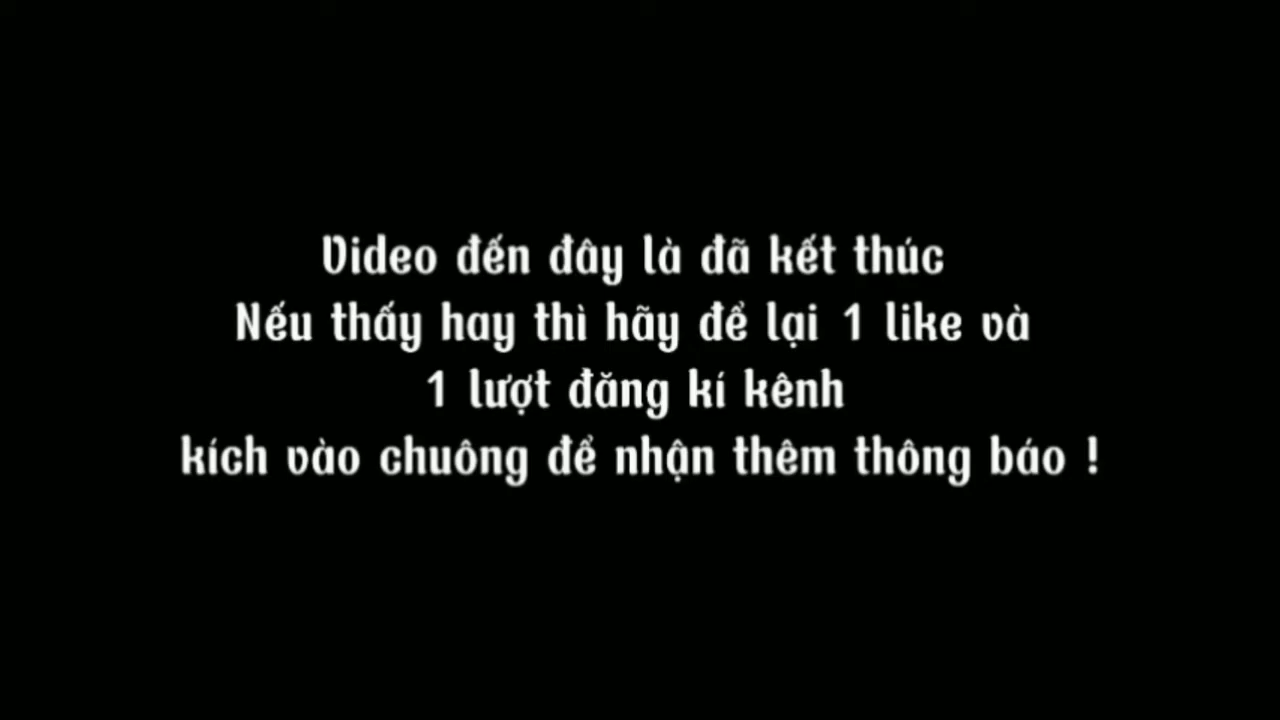 Video đến đây là đã kết thúc
Nếu thấy hay thì hãy để lại 1 like và
1 lượt đăng kí kênh
kích vào chuông để nhận thêm thông báo !